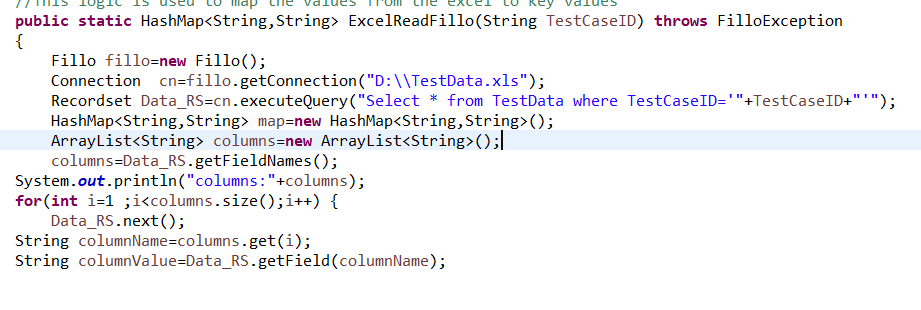 //This logic is used to map the values from the excel to key values
public static HashMap<String,String> ExcelReadFillo(String TestCaseID) throws FilloException
{
    Fillo fillo=new Fillo();
    Connection  cn=fillo.getConnection("D:\\TestData.xls");
    Recordset Data_RS=cn.executeQuery("Select * from TestData where TestCaseID='"+TestCaseID+"'");
    HashMap<String,String> map=new HashMap<String,String>();
    ArrayList<String> columns=new ArrayList<String>();
    columns=Data_RS.getFieldNames();
System.out.println("columns:"+columns);
for(int i=1 ;i<columns.size();i++) {
    Data_RS.next();
String columnName=columns.get(i);
String columnValue=Data_RS.getField(columnName);